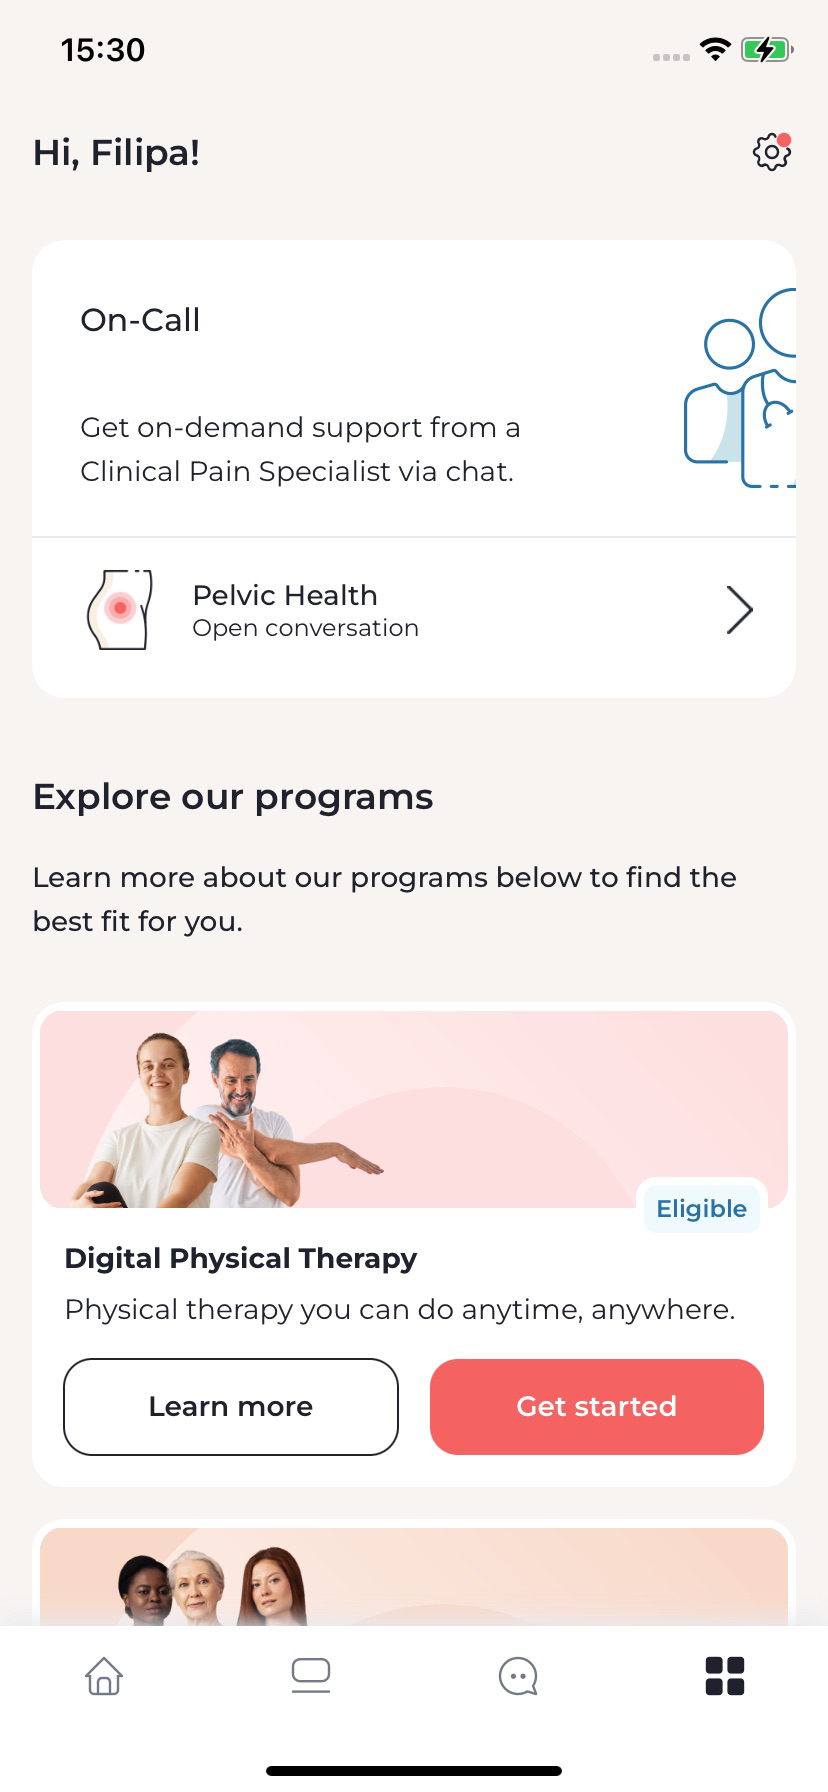 15:30
Hi, Filipa!
On-Call
Get on-demand support from a
Clinical Pain Specialist via chat.
Pelvic Health
Open conversation
Explore our programs
Learn more about our programs below to find the
best fit for you.
Eligible
Digital Physical Therapy
Physical therapy you can do anytime, anywhere.
Learn more
Get started